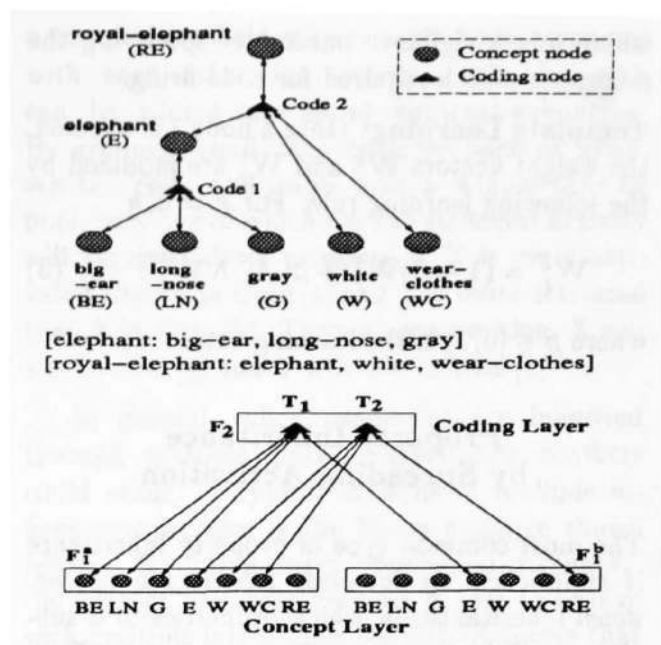 royal-elephant
(RE)
Concept node
Coding node
Code 2
elephant
(E)
Code 1
big
-ear
(BE)
long
-nose
(LN)
gray
(G)
white
(W)
wear-
clothes
(WC)
[elephant: big-ear, long-nose, gray]
[royal-elephant: elephant, white, wear-clothes]
T1 T2
F2 Coding Layer
F1a F1b
BE LN G E W WC RE BE LN G E W WC RE
Concept Layer